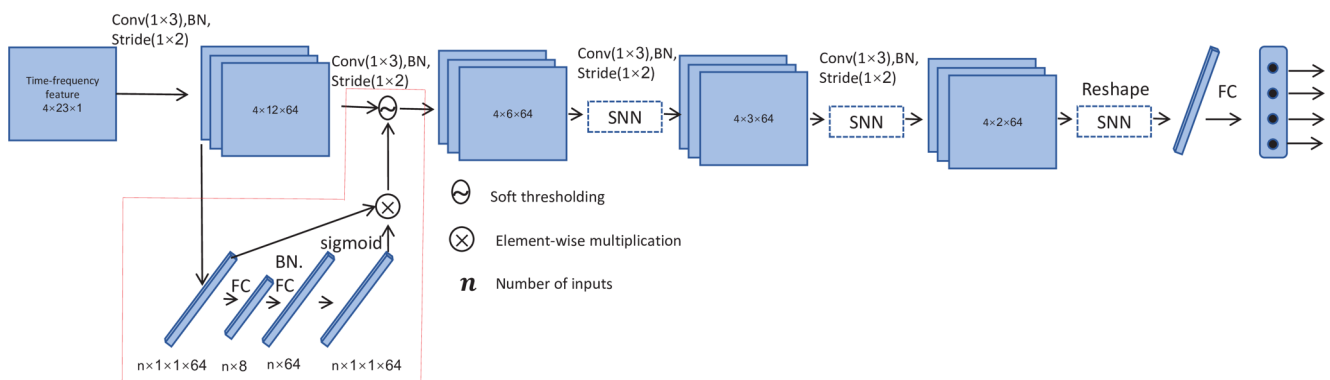 Conv(1×3),BN,
Stride(1×2)
Time-frequency
feature
4×23×1
4×12×64
Conv(1×3),BN,
Stride(1×2)
4×6×64
Conv(1×3),BN,
Stride(1×2)
SNN
4×3×64
Conv(1×3),BN,
Stride(1×2)
SNN
4×2×64
Reshape
SNN
FC
Soft thresholding
Element-wise multiplication
n Number of inputs
sigmoid
BN.
FC
FC
n×1×1×64
n×8
n×64
n×1×1×64